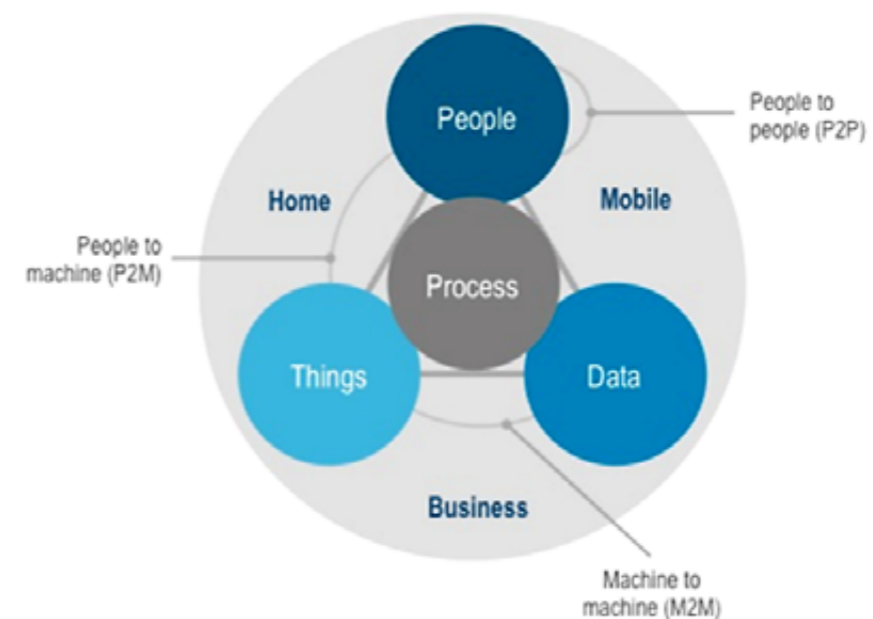 People
People to
people (P2P)
Home
Mobile
People to
machine (P2M)
Process
Things
Data
Business
Machine to
machine (M2M)